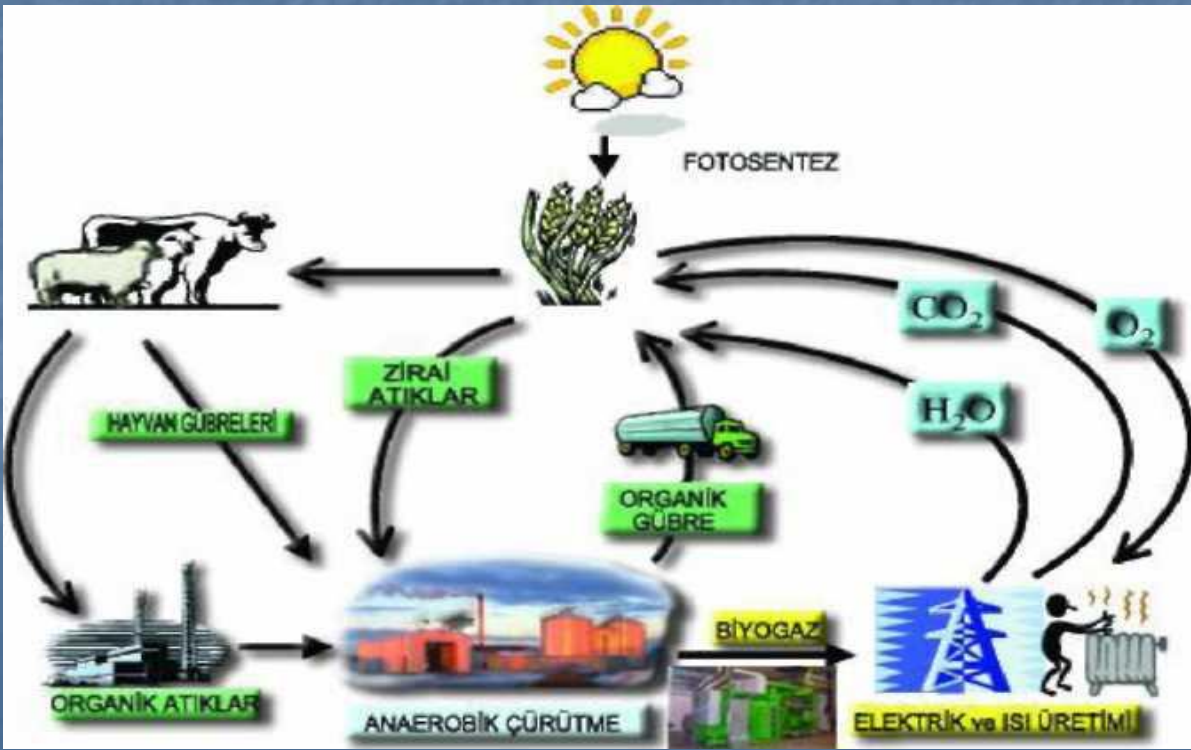 FOTOSENTEZ
CO₂
O₂
ZİRAİ
ATIKLAR
H₂O
HAYVAN GÜBRELERİ
ORGANİK
GÜBRE
BİYOGAZ
ORGANİK ATIKLAR
ANAEROBİK ÇÜRÜTME
ELEKTRİK ve ISI ÜRETİMİ